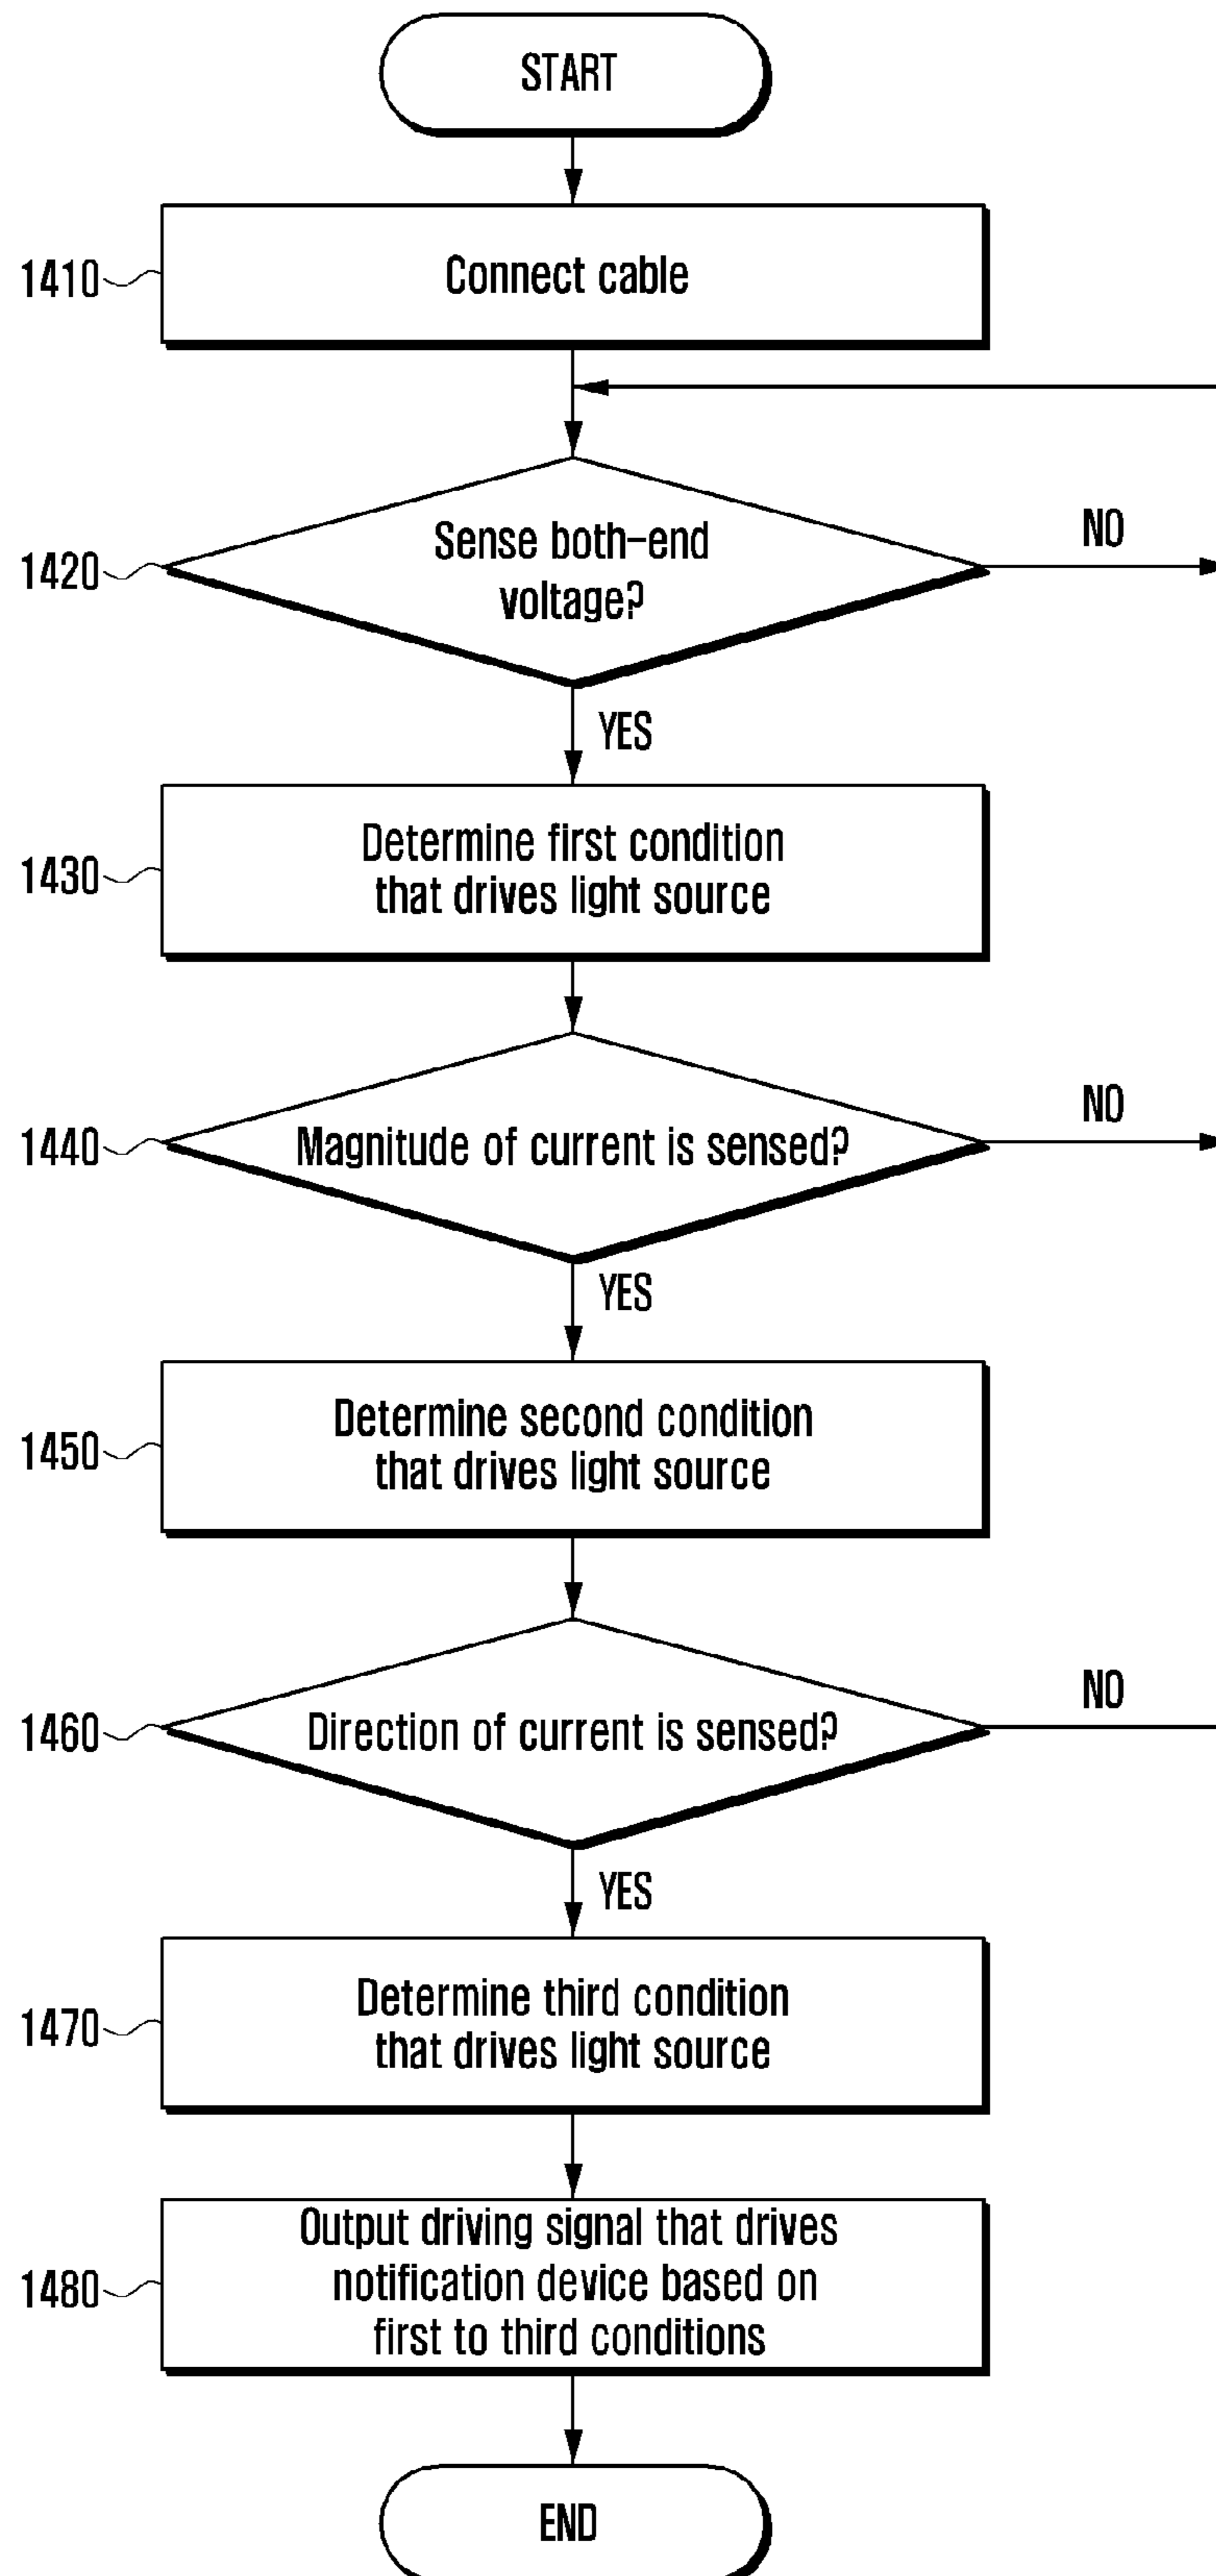 START
1410
Connect cable
1420
Sense both-end
voltage?
NO
YES
1430
Determine first condition
that drives light source
1440
Magnitude of current is sensed?
NO
YES
1450
Determine second condition
that drives light source
1460
Direction of current is sensed?
NO
YES
1470
Determine third condition
that drives light source
1480
Output driving signal that drives
notification device based on
first to third conditions
END